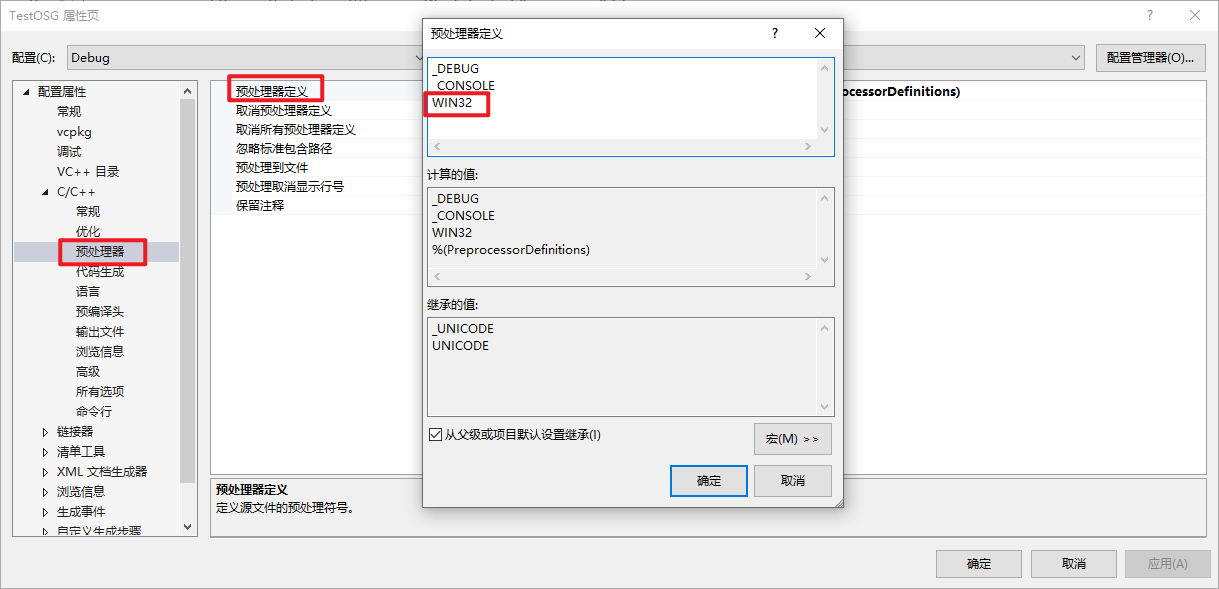 TestOSG 属性页
?
配置(C):
Debug
配置管理器(O)...
配置属性
常规
vcpkg
调试
VC++ 目录
C/C++
常规
优化
预处理器
代码生成
语言
预编译头
输出文件
浏览信息
高级
所有选项
命令行
链接器
清单工具
XML 文档生成器
浏览信息
生成事件
自定义生成步骤
预处理器定义
取消预处理器定义
取消所有预处理器定义
忽略标准包含路径
预处理到文件
预处理取消显示行号
保留注释
ocessorDefinitions)
预处理器定义
定义源文件的预处理符号。
预处理器定义
?
_DEBUG
_CONSOLE
WIN32
计算的值:
_DEBUG
_CONSOLE
WIN32
%(PreprocessorDefinitions)
继承的值:
_UNICODE
UNICODE
从父级或项目默认设置继承(I)
宏(M) >>
确定
取消
确定
取消
应用(A)